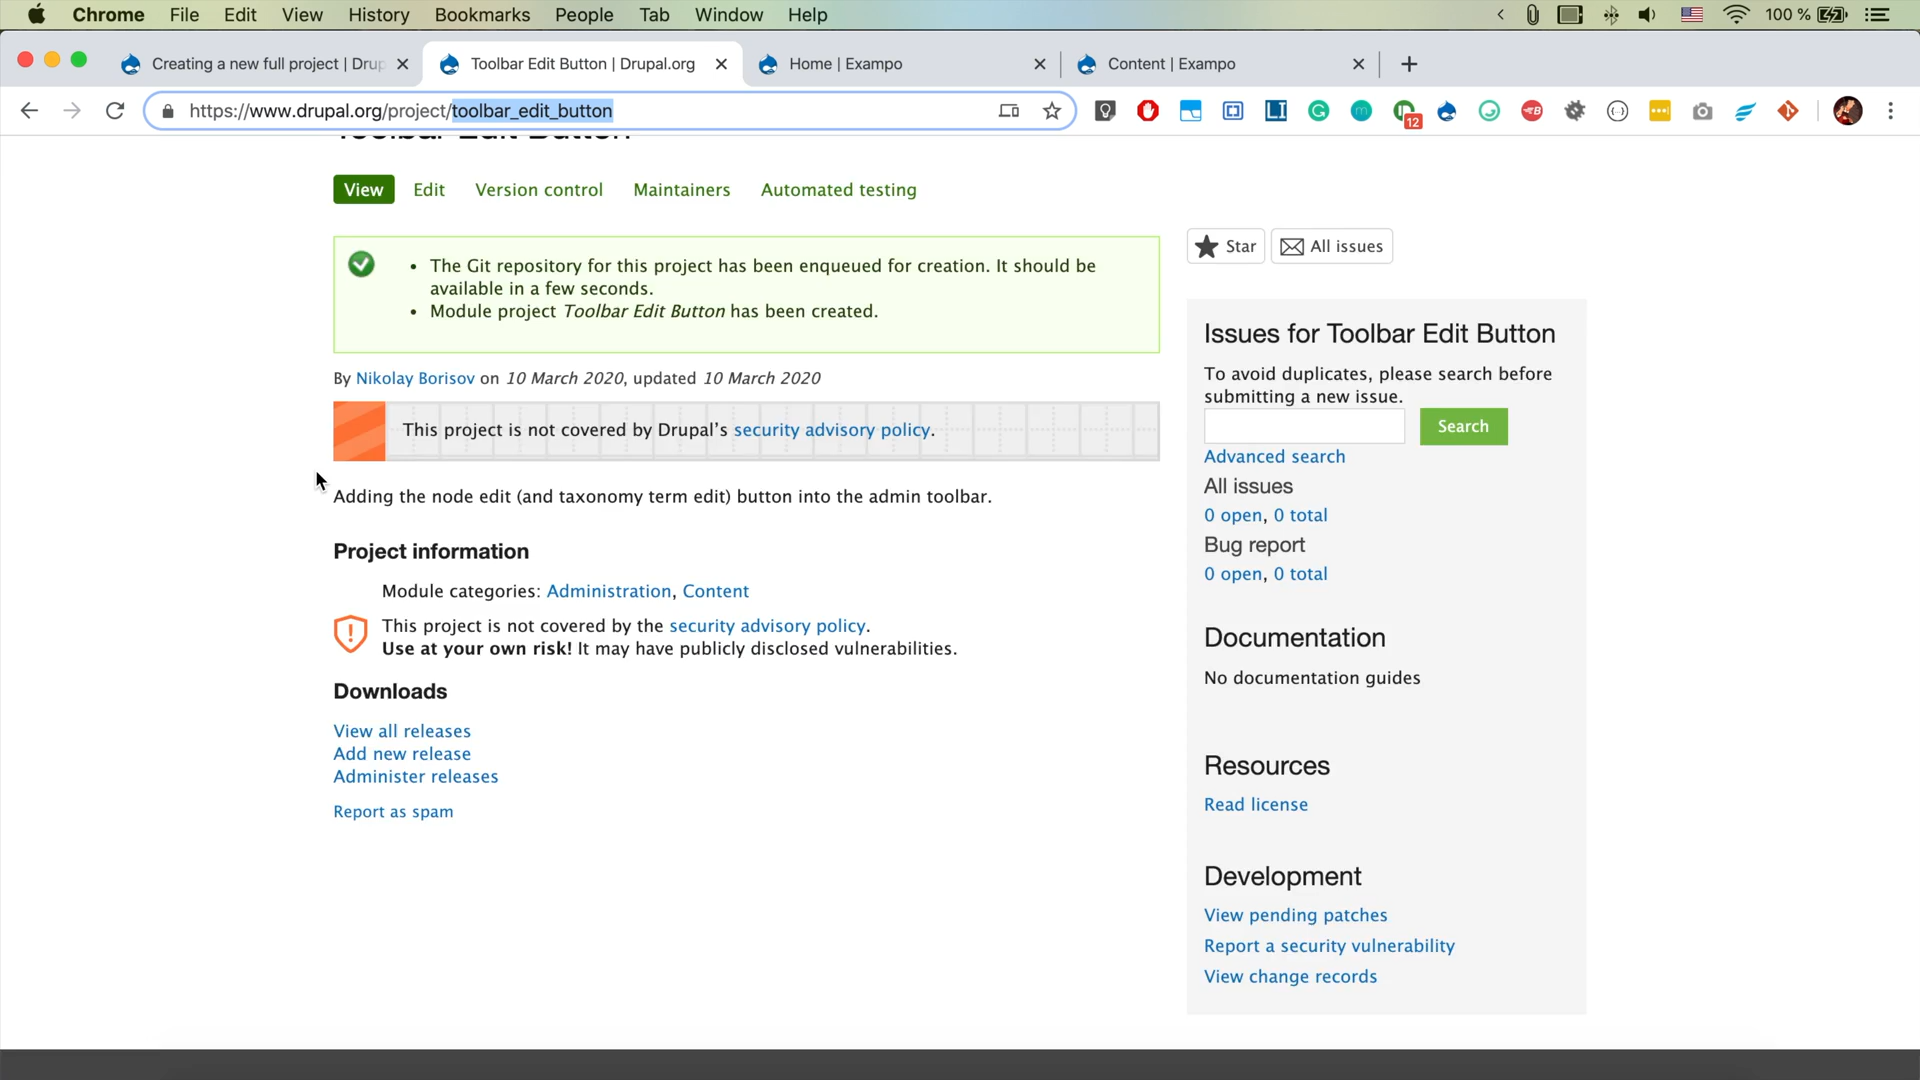 Chrome File Edit View History Bookmarks People Tab Window Help 100 %
Creating a new full project | Drup
Toolbar Edit Button | Drupal.org
Home | Exampo
Content | Exampo
https://www.drupal.org/project/toolbar_edit_button
12
Toolbar Edit Button
View Edit Version control Maintainers Automated testing
• The Git repository for this project has been enqueued for creation. It should be
available in a few seconds.
• Module project Toolbar Edit Button has been created.
By Nikolay Borisov on 10 March 2020, updated 10 March 2020
This project is not covered by Drupal’s security advisory policy.
Adding the node edit (and taxonomy term edit) button into the admin toolbar.
Project information
Module categories: Administration, Content
This project is not covered by the security advisory policy.
Use at your own risk! It may have publicly disclosed vulnerabilities.
Downloads
View all releases
Add new release
Administer releases
Report as spam
Star All issues
Issues for Toolbar Edit Button
To avoid duplicates, please search before
submitting a new issue.
Search
Advanced search
All issues
0 open, 0 total
Bug report
0 open, 0 total
Documentation
No documentation guides
Resources
Read license
Development
View pending patches
Report a security vulnerability
View change records